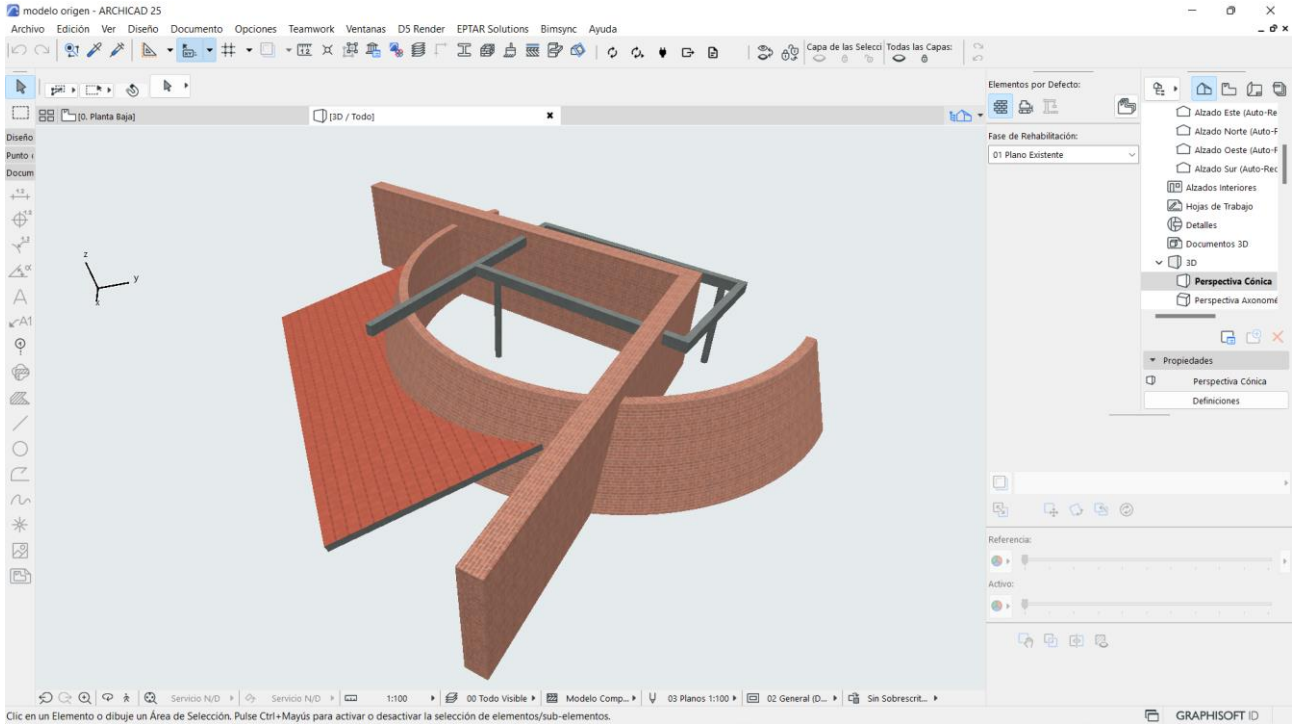 modelo origen - ARCHICAD 25
Archivo Edición Ver Diseño Documento Opciones Teamwork Ventanas D5 Render EPTAR Solutions Bimsync Ayuda
Capa de las Selecci Todas las Capas:
[0. Planta Baja]
[3D / Todo]
Diseño
Punto
Docum
A
A1
z
y
x
Elementos por Defecto:
Fase de Rehabilitación:
01 Plano Existente
Alzado Este (Auto-Re
Alzado Norte (Auto-F
Alzado Oeste (Auto-F
Alzado Sur (Auto-Rec
Alzados Interiores
Hojas de Trabajo
Detalles
Documentos 3D
3D
Perspectiva Cónica
Perspectiva Axonomé
Propiedades
Perspectiva Cónica
Definiciones
Referencia:
Activo:
Servicio N/D Servicio N/D 1:100 00 Todo Visible Modelo Comp... 03 Planos 1:100 02 General (D... Sin Sobrescrit...
Clic en un Elemento o dibuje un Área de Selección. Pulse Ctrl+Mayús para activar o desactivar la selección de elementos/sub-elementos.
GRAPHISOFT ID